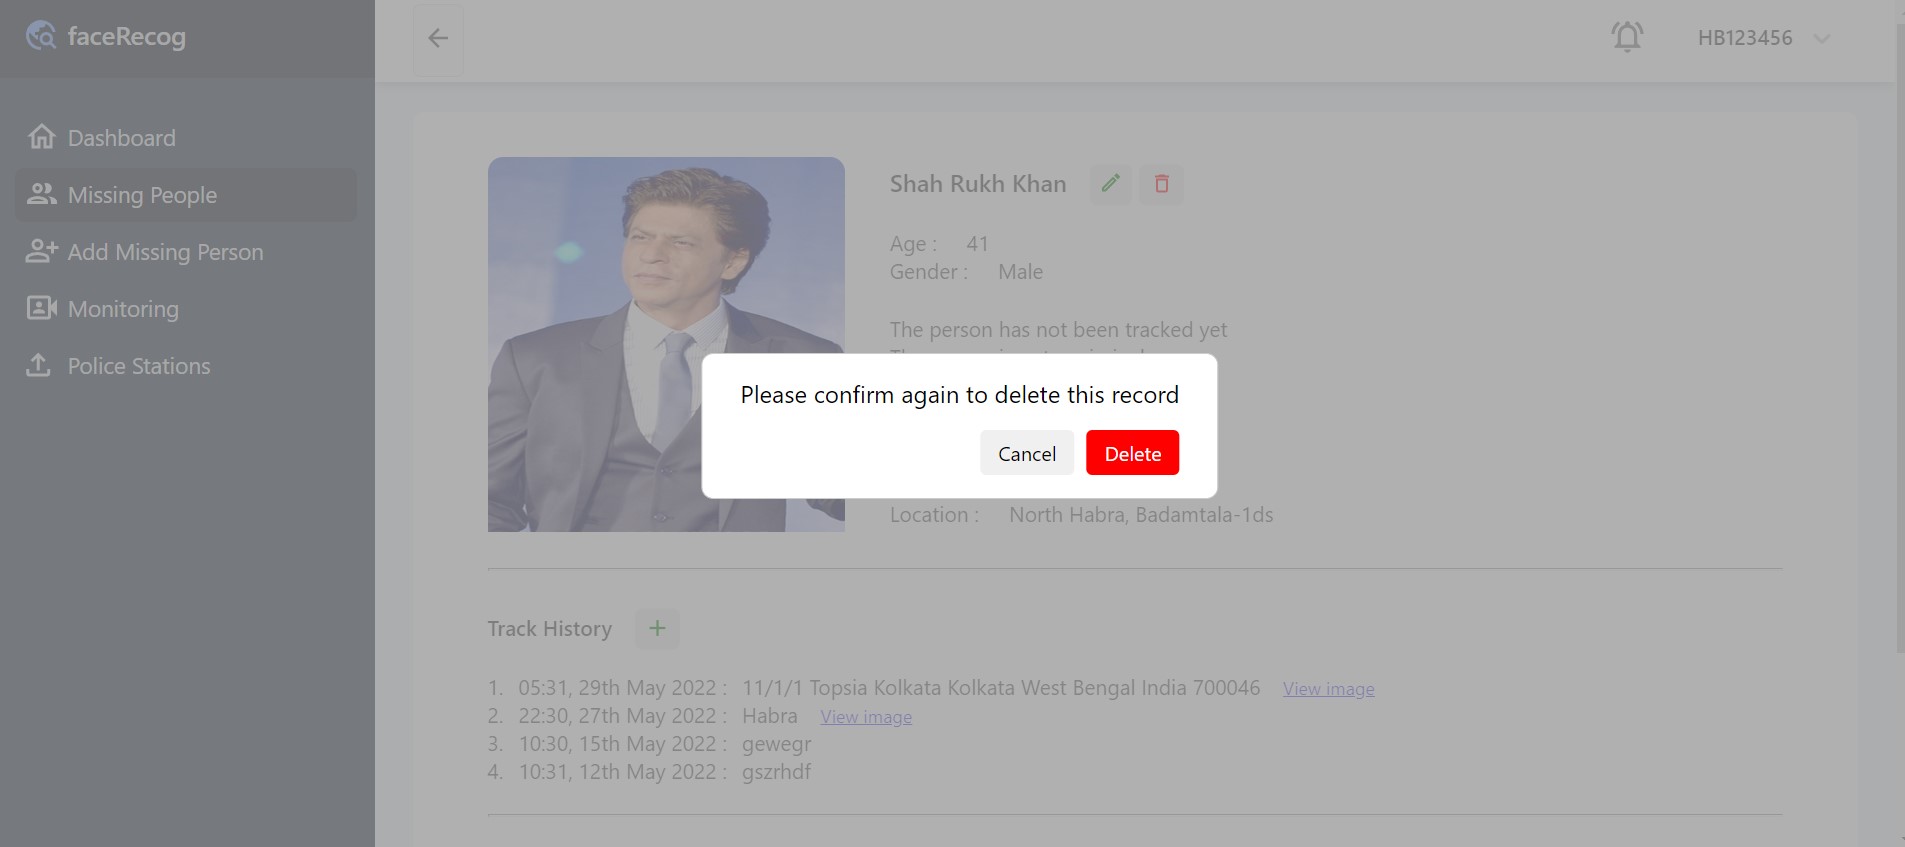 faceRecog
HB123456
Dashboard
Missing People
Add Missing Person
Monitoring
Police Stations
Shah Rukh Khan
Age : 41
Gender : Male
The person has not been tracked yet
Please confirm again to delete this record
Cancel Delete
Location : North Habra, Badamtala-1ds
Track History +
1. 05:31, 29th May 2022 : 11/1/1 Topsia Kolkata Kolkata West Bengal India 700046 View image
2. 22:30, 27th May 2022 : Habra View image
3. 10:30, 15th May 2022 : gewegr
4. 10:31, 12th May 2022 : gszrhdf